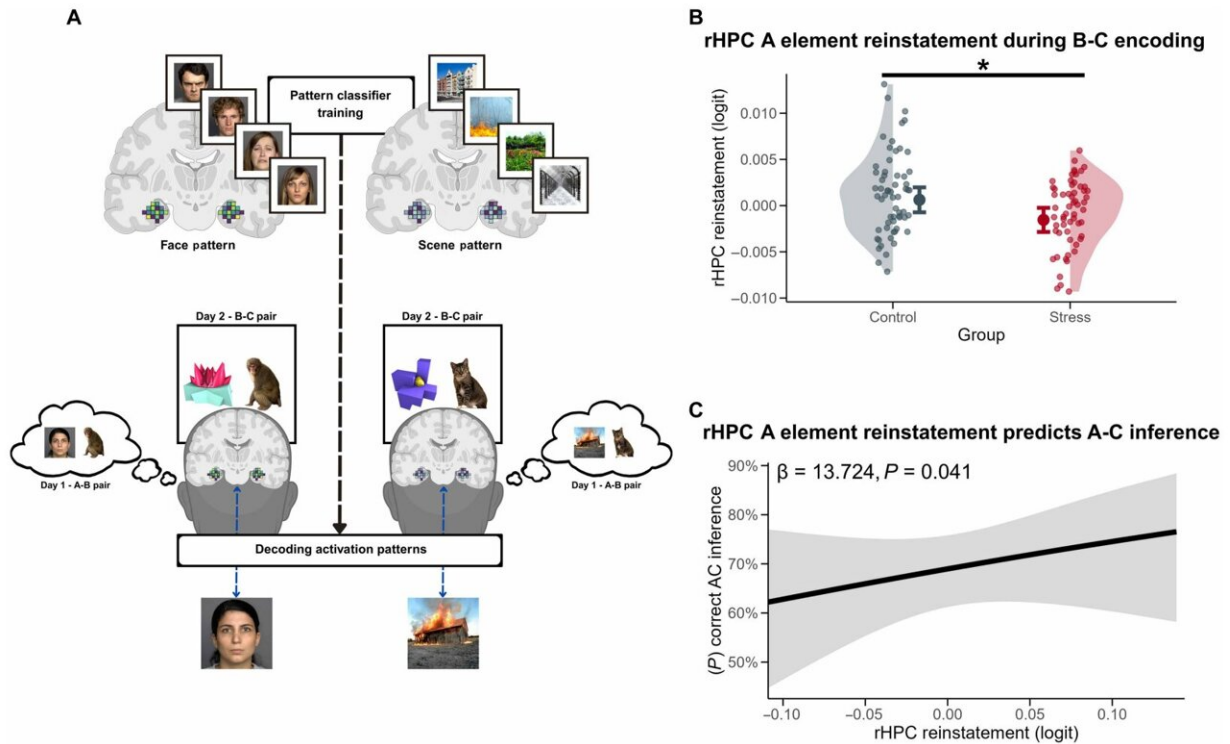 A
Pattern classifier
training
Face pattern
Scene pattern
Day 2 - B-C pair
Day 2 - B-C pair
Day 1 - A-B pair
Day 1 - A-B pair
Decoding activation patterns
B
rHPC A element reinstatement during B-C encoding
*
rHPC reinstatement (logit)
0.010
0.005
0.000
−0.005
−0.010
Control
Stress
Group
C
rHPC A element reinstatement predicts A-C inference
β = 13.724, P = 0.041
(P) correct AC inference
90%
80%
70%
60%
50%
−0.10
−0.05
0.00
0.05
0.10
rHPC reinstatement (logit)